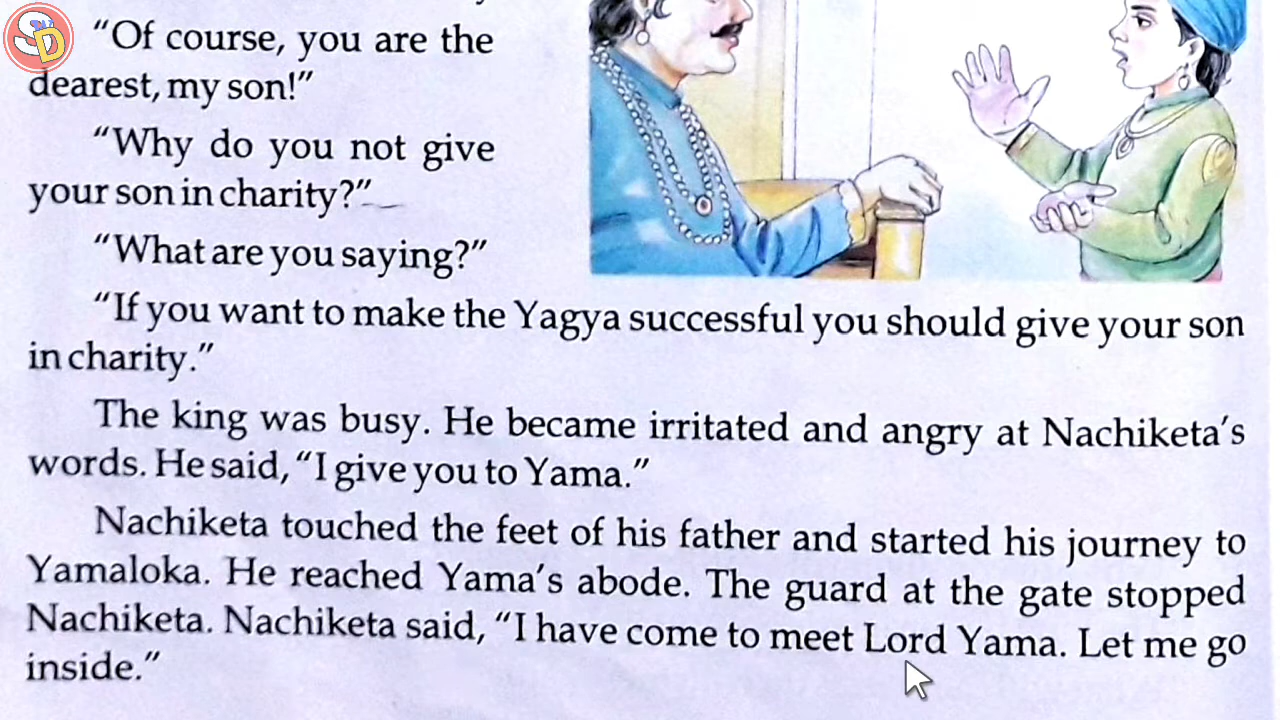 SD
"Of course, you are the
dearest, my son!"
"Why do you not give
your son in charity?"
"What are you saying?"
"If you want to make the Yagya successful you should give your son
in charity."
The king was busy. He became irritated and angry at Nachiketa's
words. He said, "I give you to Yama."
Nachiketa touched the feet of his father and started his journey to
Yamaloka. He reached Yama's abode. The guard at the gate stopped
Nachiketa. Nachiketa said, "I have come to meet Lord Yama. Let me go
inside."